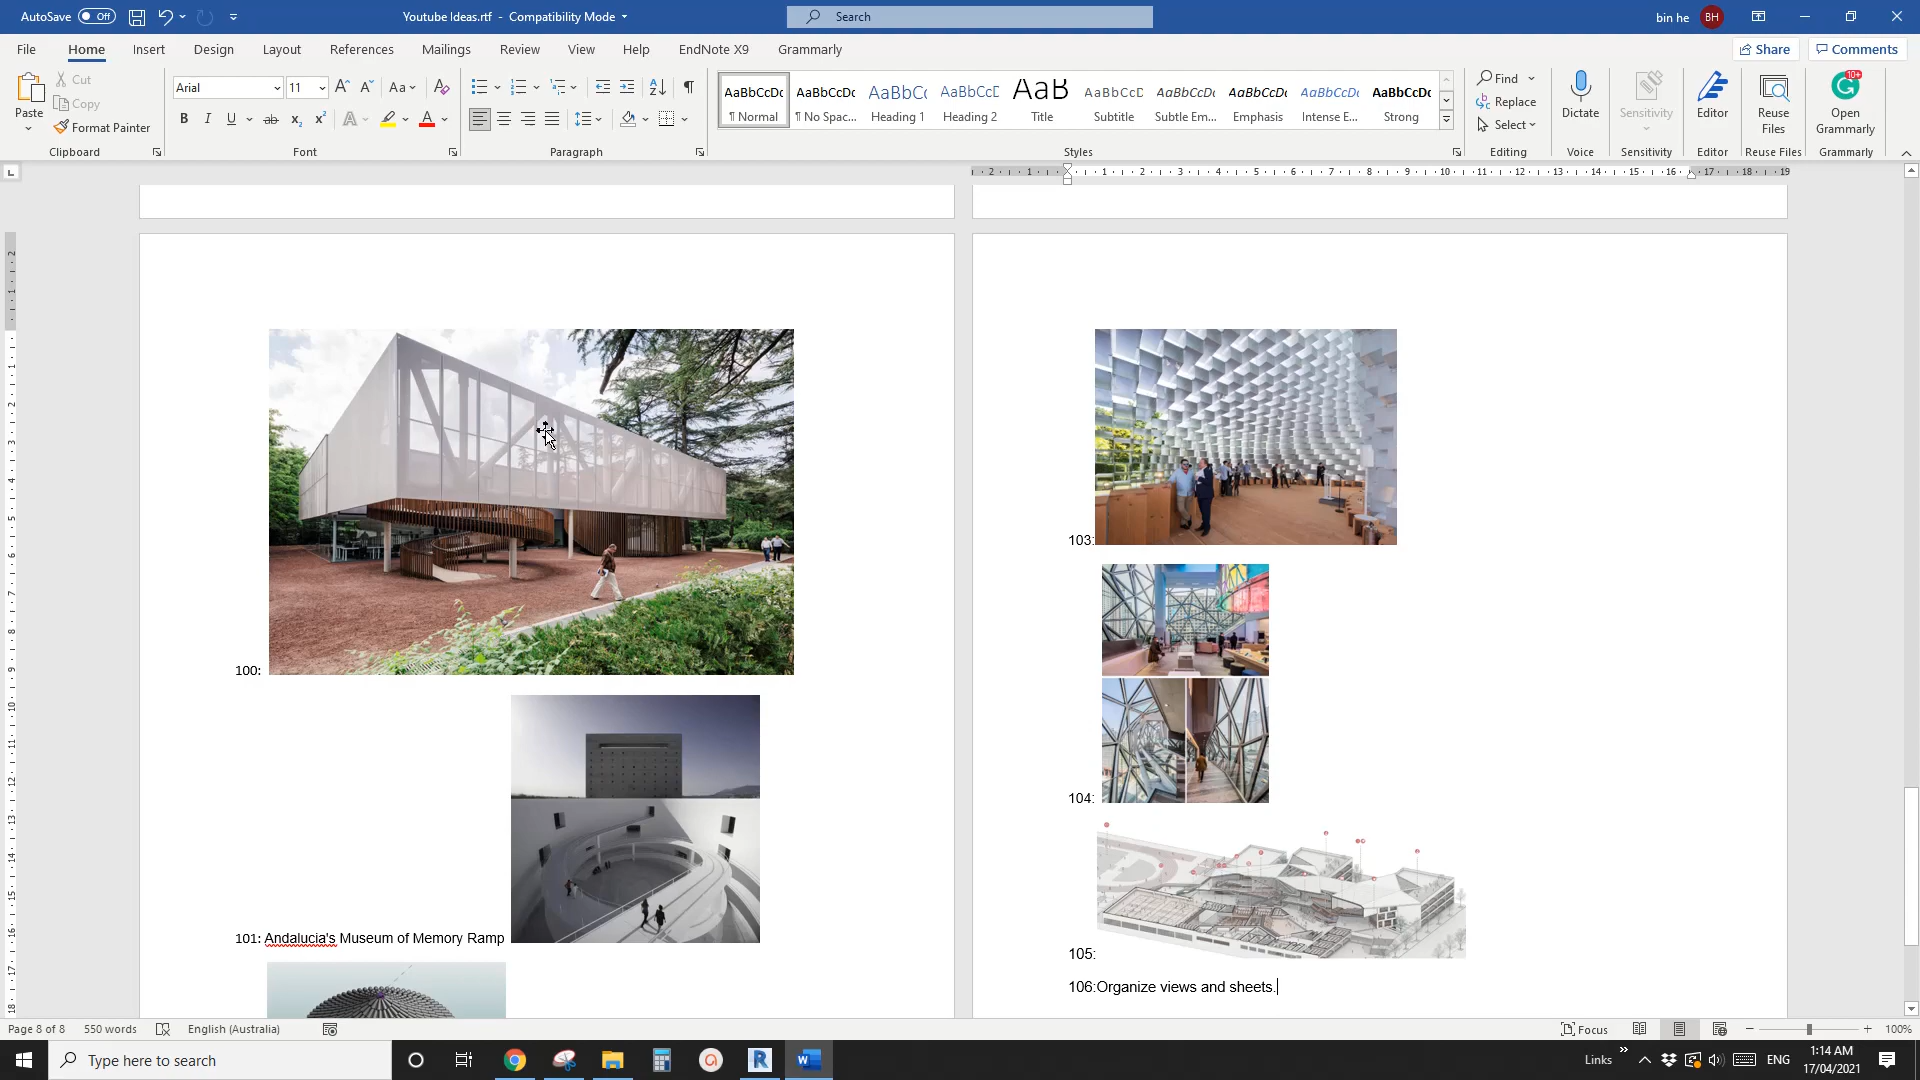 AutoSave Off
Youtube Ideas.rtf - Compatibility Mode
Search
bin he BH
File Home Insert Design Layout References Mailings Review View Help EndNote X9 Grammarly
Share Comments
Paste
Cut
Copy
Format Painter
Clipboard
Arial 11
Font
Paragraph
AaBbCcDc AaBbCcDc AaBbCc AaBbCcD AaB AaBbCcD AaBbCcDc AaBbCcDc AaBbCcDc AaBbCcDc
¶ Normal ¶ No Spac... Heading 1 Heading 2 Title Subtitle Subtle Em... Emphasis Intense E... Strong
Styles
Find
Replace
Select
Editing
Dictate
Voice
Sensitivity
Sensitivity
Editor
Editor
Reuse Files
Reuse Files
10+
Open Grammarly
Grammarly
100:
101: Andalucia's Museum of Memory Ramp
103:
104:
105:
106:Organize views and sheets.
Page 8 of 8 550 words English (Australia)
Focus
100%
Type here to search
Links
ENG
1:14 AM
17/04/2021